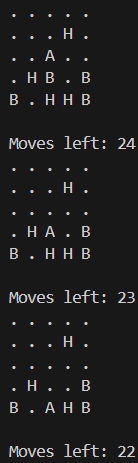 . . . . .
. . . H .
. . A . .
. H B . B
B . H H B
Moves left: 24
. . . . .
. . . H .
. . . . .
. H A . B
B . H H B
Moves left: 23
. . . . .
. . . H .
. . . . .
. H . . B
B . A H B
Moves left: 22